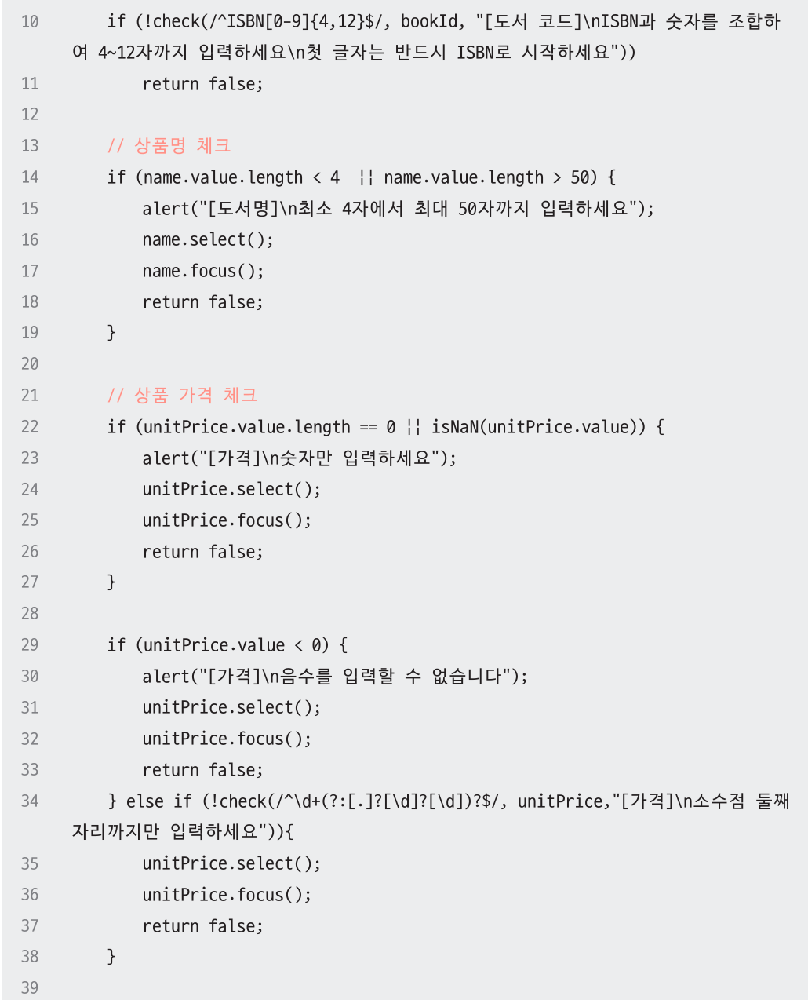 10 if (!check(/^ISBN[0-9]{4,12}$/, bookId, "[도서 코드]\nISBN과 숫자를 조합하
여 4~12자까지 입력하세요\n첫 글자는 반드시 ISBN로 시작하세요"))
11 return false;
12
13 // 상품명 체크
14 if (name.value.length < 4 || name.value.length > 50) {
15 alert("[도서명]\n최소 4자에서 최대 50자까지 입력하세요");
16 name.select();
17 name.focus();
18 return false;
19 }
20
21 // 상품 가격 체크
22 if (unitPrice.value.length == 0 || isNaN(unitPrice.value)) {
23 alert("[가격]\n숫자만 입력하세요");
24 unitPrice.select();
25 unitPrice.focus();
26 return false;
27 }
28
29 if (unitPrice.value < 0) {
30 alert("[가격]\n음수를 입력할 수 없습니다");
31 unitPrice.select();
32 unitPrice.focus();
33 return false;
34 } else if (!check(/^\d+(?:[.]?[\d]?[\d])?$/, unitPrice,"[가격]\n소수점 둘째
자리까지만 입력하세요")){
35 unitPrice.select();
36 unitPrice.focus();
37 return false;
38 }
39